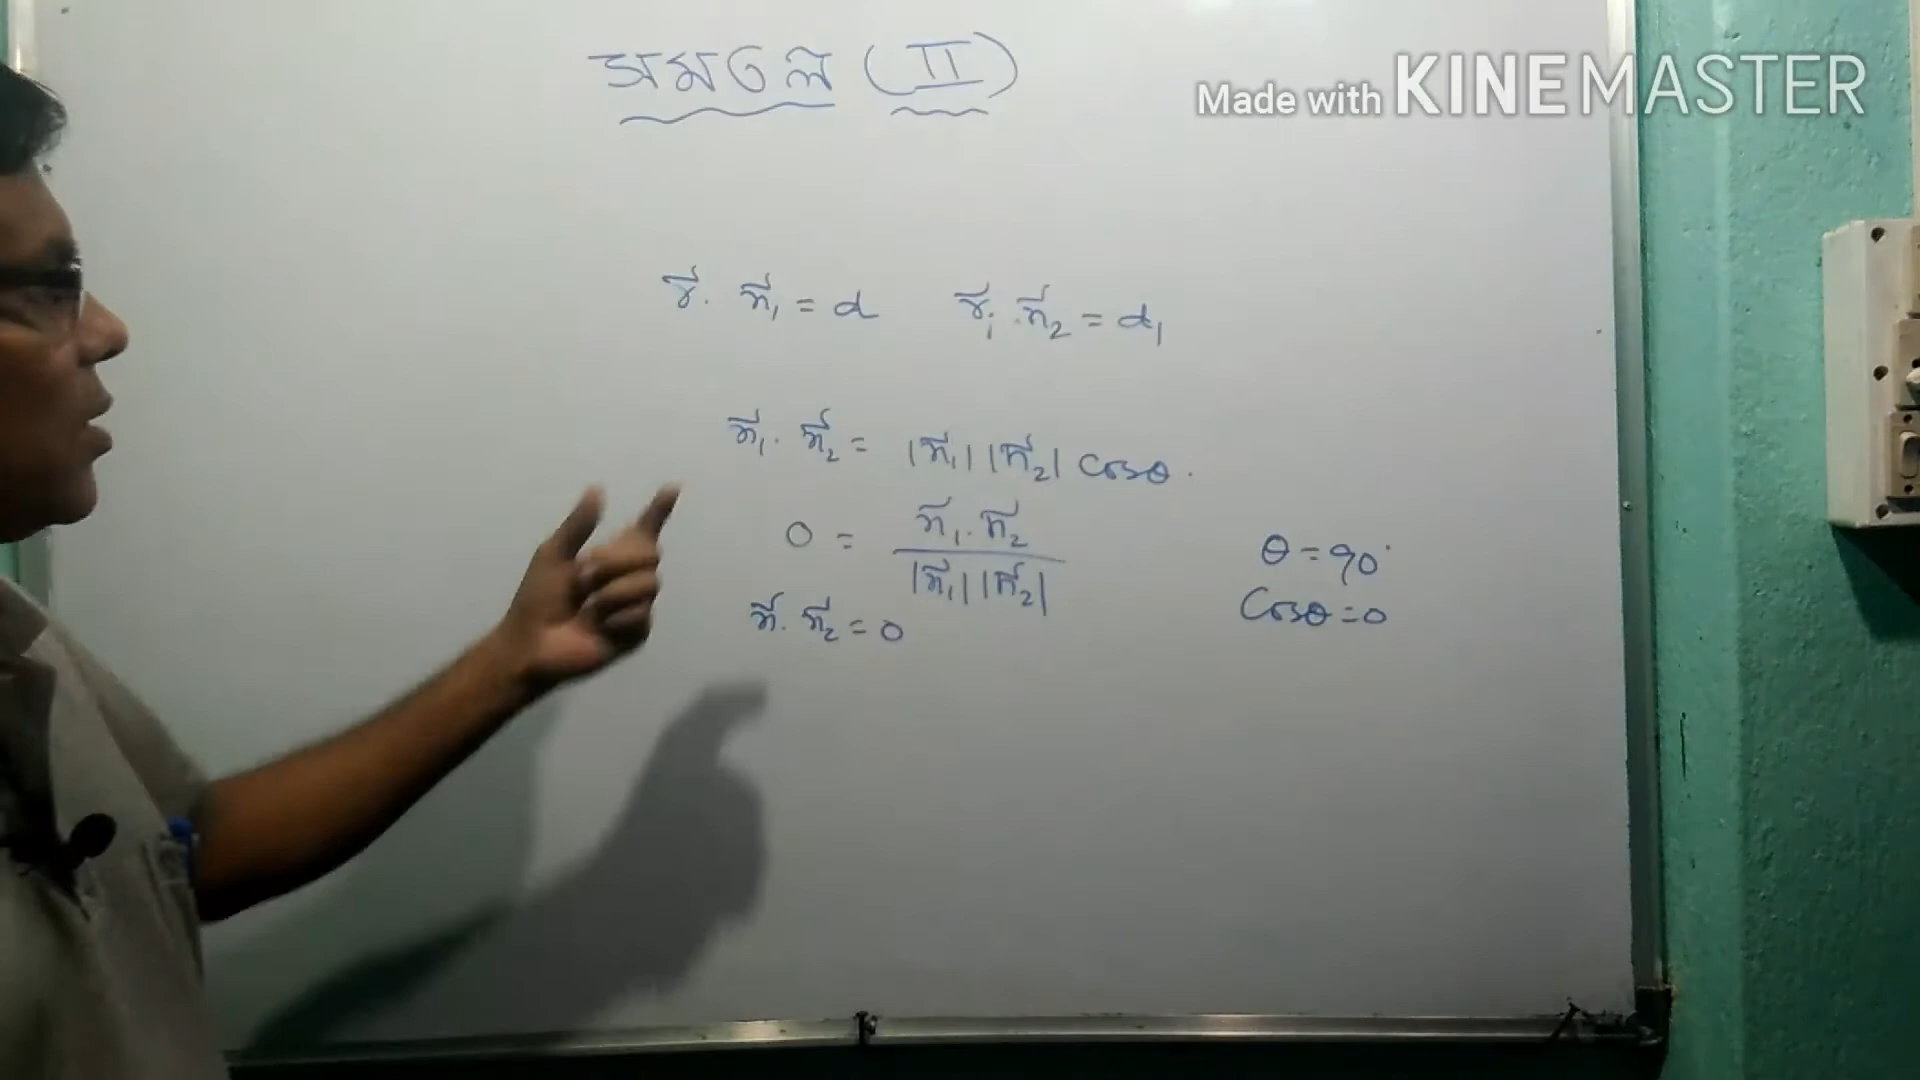 সমতল (II)
Made with KINEMASTER
r⃗. n⃗₁ = d r⃗. n⃗₂ = d₁
n⃗₁. n⃗₂ = |n⃗₁| |n⃗₂| Cosθ.
0 = n⃗₁. n⃗₂ / |n⃗₁| |n⃗₂|
θ = 90°
n⃗. n⃗₂ = 0
Cosθ = 0